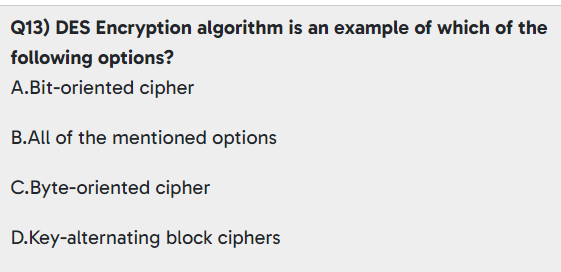 Q13) DES Encryption algorithm is an example of which of the
following options?
A.Bit-oriented cipher
B.All of the mentioned options
C.Byte-oriented cipher
D.Key-alternating block ciphers